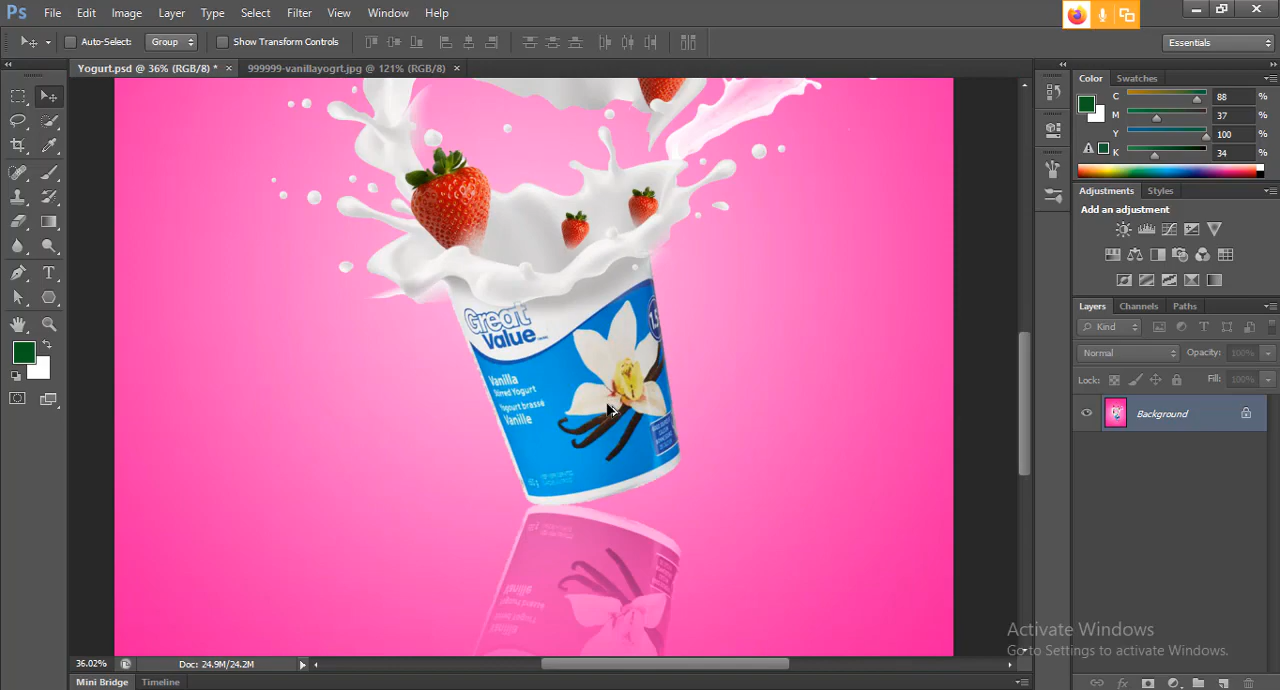 Ps File Edit Image Layer Type Select Filter View Window Help
Auto-Select: Group Show Transform Controls Essentials
Yogurt.psd @ 36% (RGB/8) * × 999999-vanillayogrt.jpg @ 121% (RGB/8) ×
Color Swatches
C 88 %
M 37 %
Y 100 %
K 34 %
Adjustments Styles
Add an adjustment
Layers Channels Paths
Kind
Normal Opacity: 100%
Lock: Fill: 100%
Background
Great
Value
Vanilla
Stirred Yogurt
Yogourt brassé
Vanille
Activate Windows
Go to Settings to activate Windows.
36.02% Doc: 24.9M/24.2M
Mini Bridge Timeline